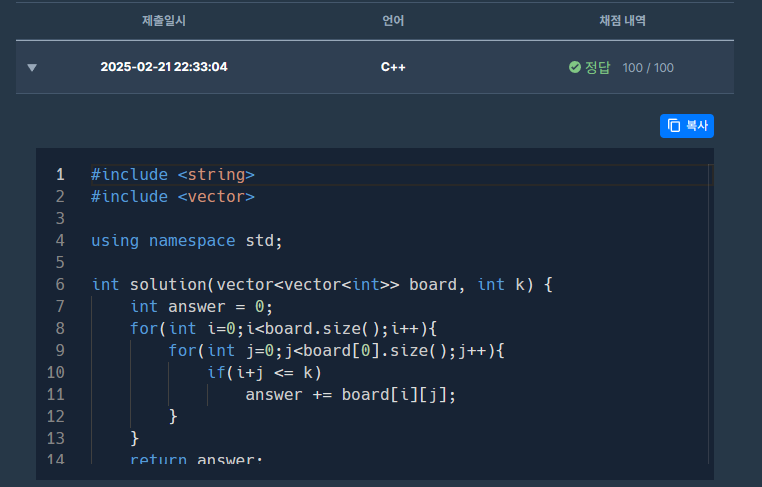 제출일시 언어 채점 내역
▼ 2025-02-21 22:33:04 C++ 정답 100 / 100
복사
1 #include <string>
2 #include <vector>
3
4 using namespace std;
5
6 int solution(vector<vector<int>> board, int k) {
7     int answer = 0;
8     for(int i=0;i<board.size();i++){
9         for(int j=0;j<board[0].size();j++){
10             if(i+j <= k)
11                 answer += board[i][j];
12         }
13     }
14     return answer;